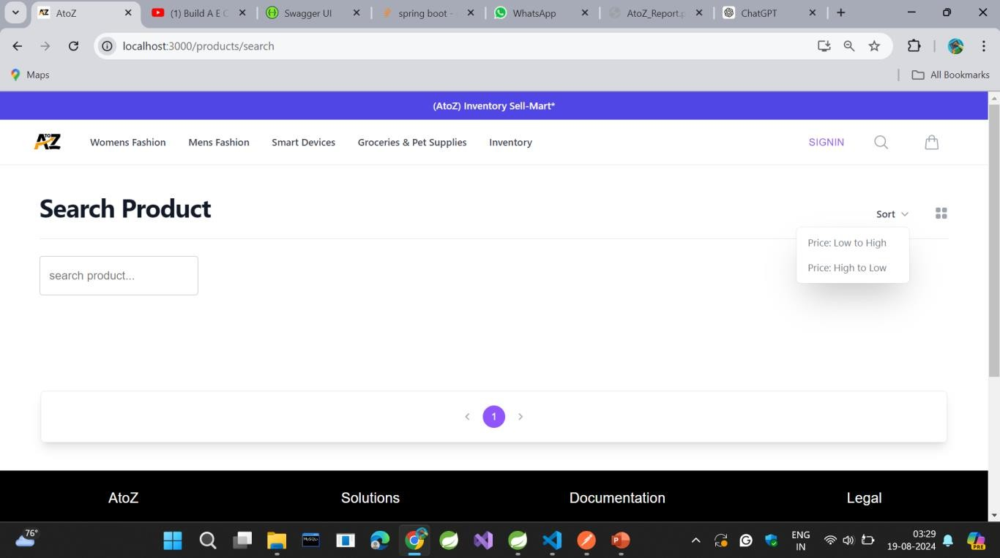 AtoZ
(1) Build A E C
Swagger UI
spring boot -
WhatsApp
AtoZ_Report.p
ChatGPT
localhost:3000/products/search
Maps
All Bookmarks
(AtoZ) Inventory Sell-Mart*
A TO Z
Womens Fashion
Mens Fashion
Smart Devices
Groceries & Pet Supplies
Inventory
SIGNIN
Search Product
Sort
Price: Low to High
Price: High to Low
search product...
1
AtoZ
Solutions
Documentation
Legal
76°
MySQL
ENG
IN
03:29
19-08-2024
PRE